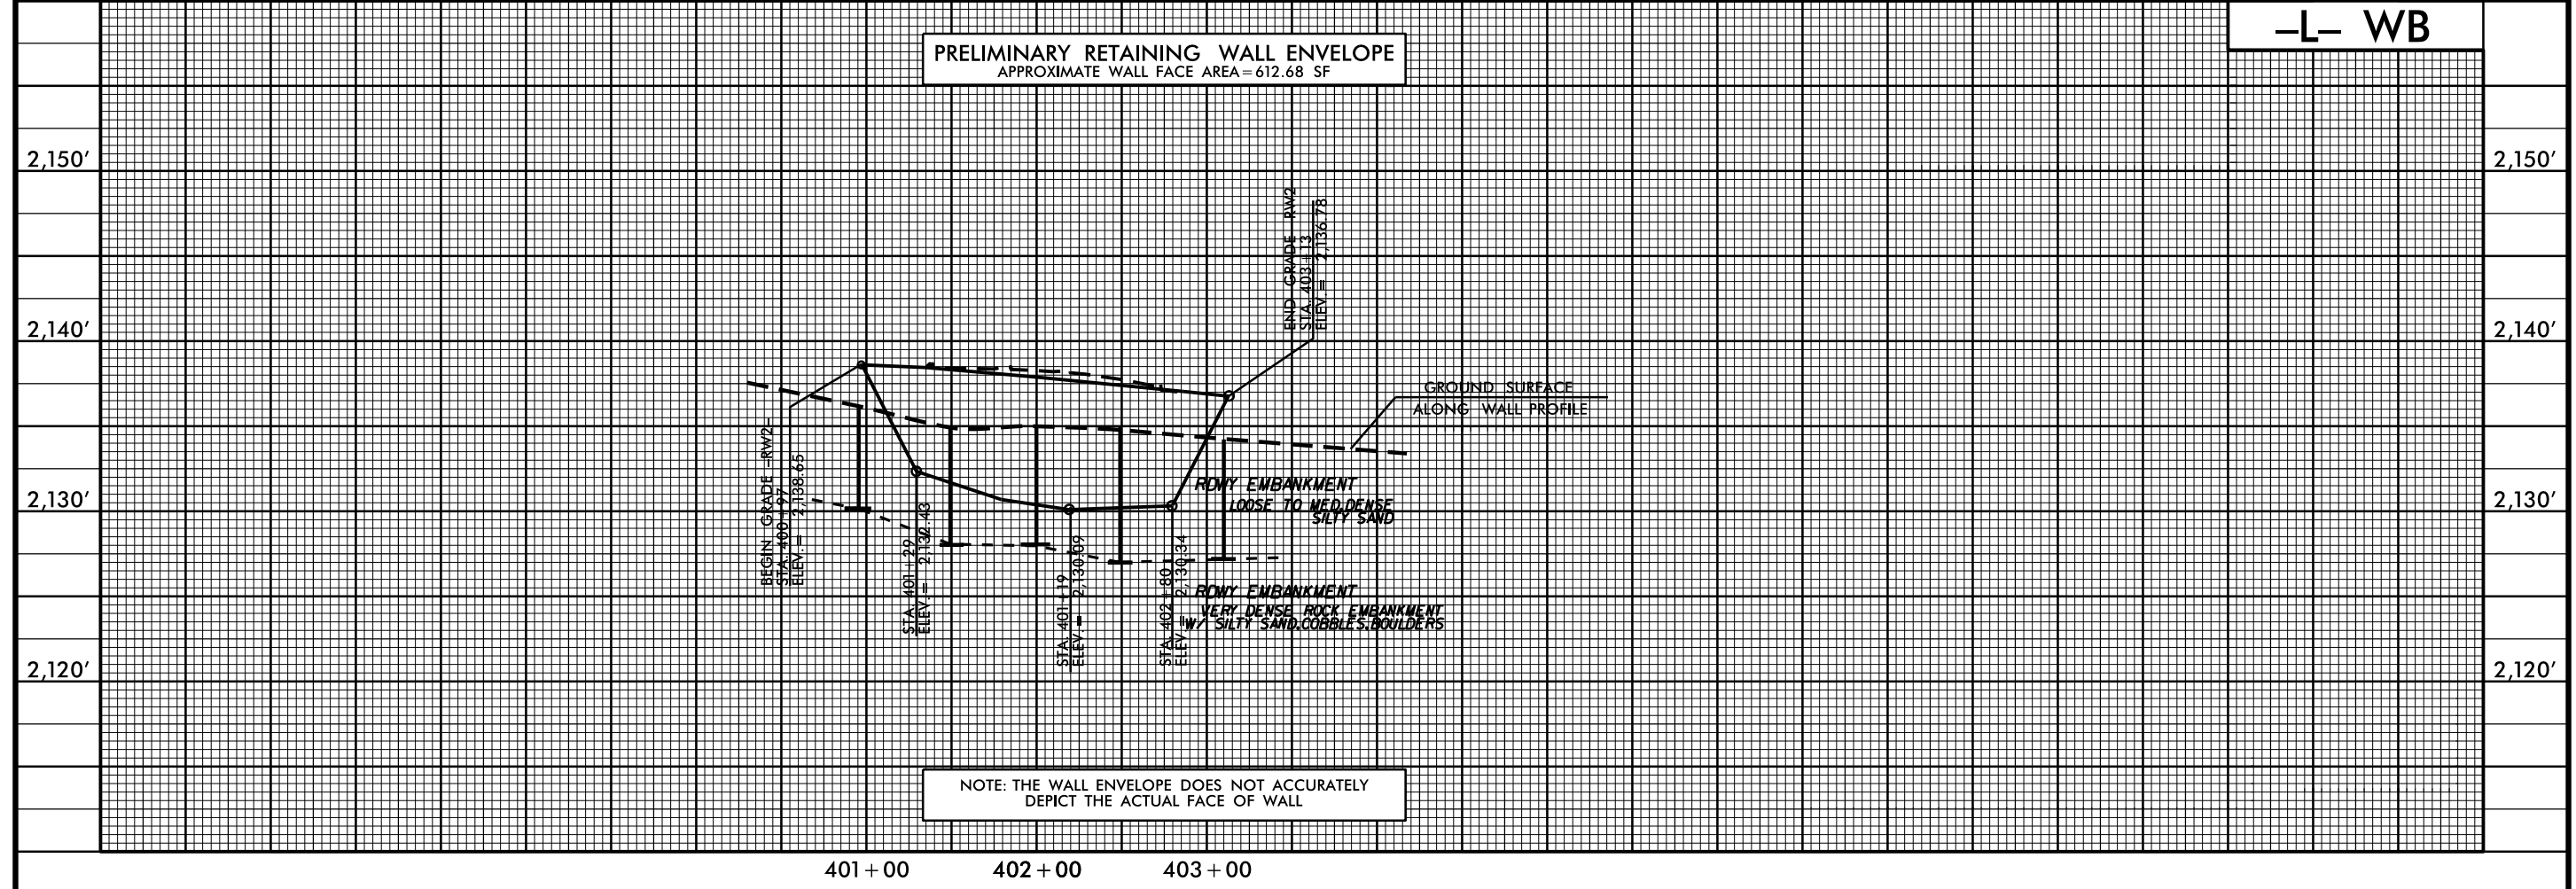 –L– WB
PRELIMINARY RETAINING WALL ENVELOPE
APPROXIMATE WALL FACE AREA=612.68 SF
2,150' 2,150'
END GRADE –RW2
STA. 403+13
ELEV.= 2,136.78
2,140' 2,140'
GROUND SURFACE
ALONG WALL PROFILE
BEGIN GRADE –RW2–
STA. 400+97
ELEV.= 2,138.65
2,130' 2,130'
RDWY EMBANKMENT
LOOSE TO MED.DENSE
SILTY SAND
STA. 401+29
ELEV.= 2,132.43
STA. 401+19
ELEV.= 2,130.09
STA. 402+80
ELEV.= 2,130.34
RDWY EMBANKMENT
VERY DENSE ROCK EMBANKMENT
W/ SILTY SAND,COBBLES,BOULDERS
2,120' 2,120'
NOTE: THE WALL ENVELOPE DOES NOT ACCURATELY
DEPICT THE ACTUAL FACE OF WALL
401+00 402+00 403+00